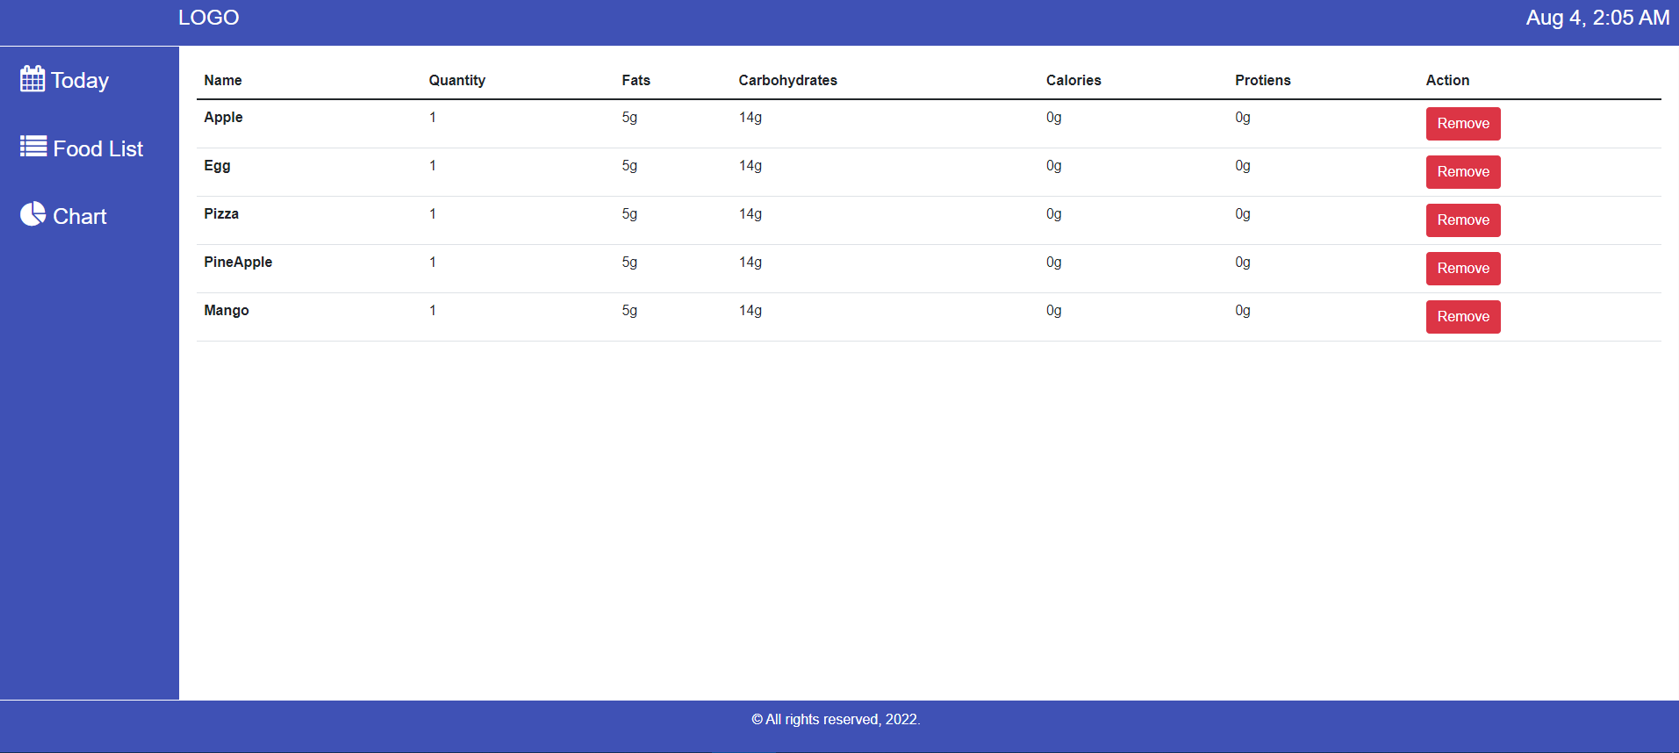 LOGO Aug 4, 2:05 AM
Today
Food List
Chart
Name Quantity Fats Carbohydrates Calories Protiens Action
Apple 1 5g 14g 0g 0g Remove
Egg 1 5g 14g 0g 0g Remove
Pizza 1 5g 14g 0g 0g Remove
PineApple 1 5g 14g 0g 0g Remove
Mango 1 5g 14g 0g 0g Remove
© All rights reserved, 2022.